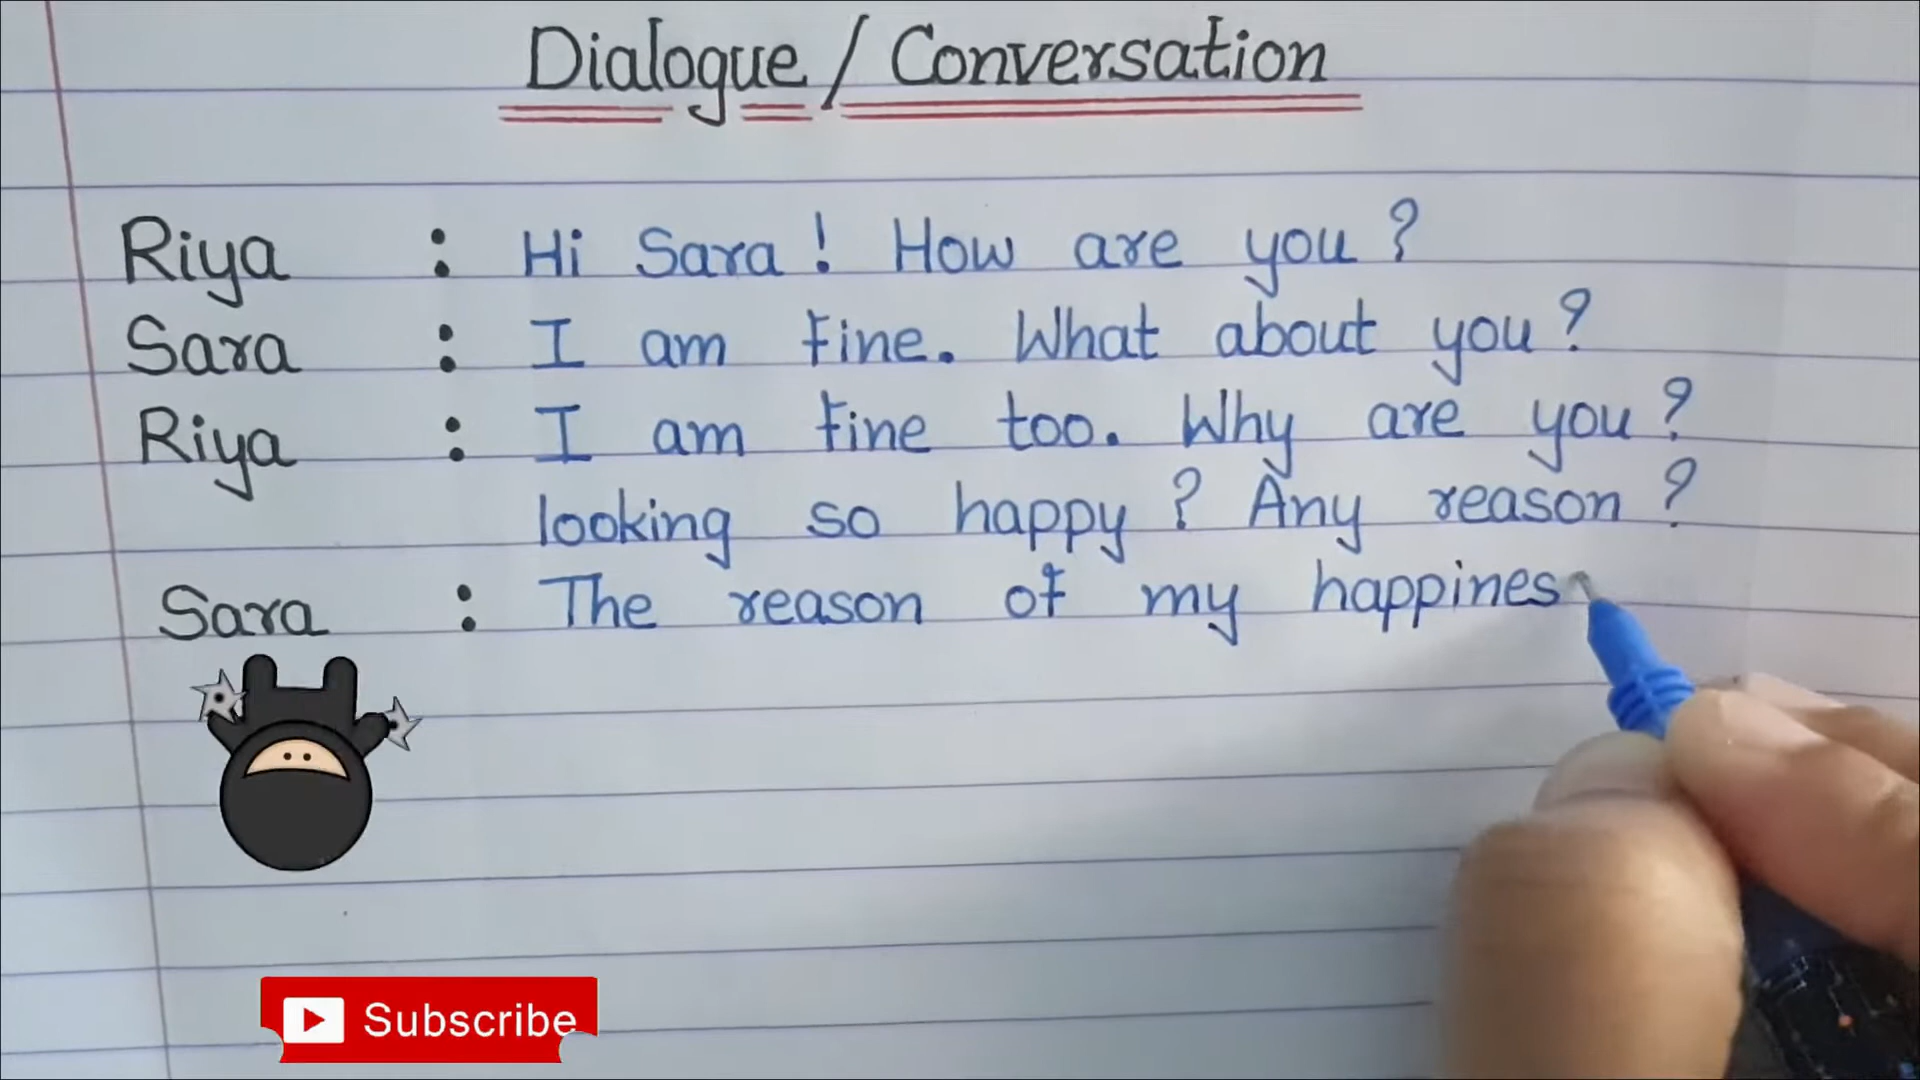 Dialogue / Conversation
Riya : Hi Sara ! How are you ?
Sara : I am fine. What about you ?
Riya : I am fine too. Why are you ?
looking so happy ? Any reason ?
Sara : The reason of my happines
Subscribe